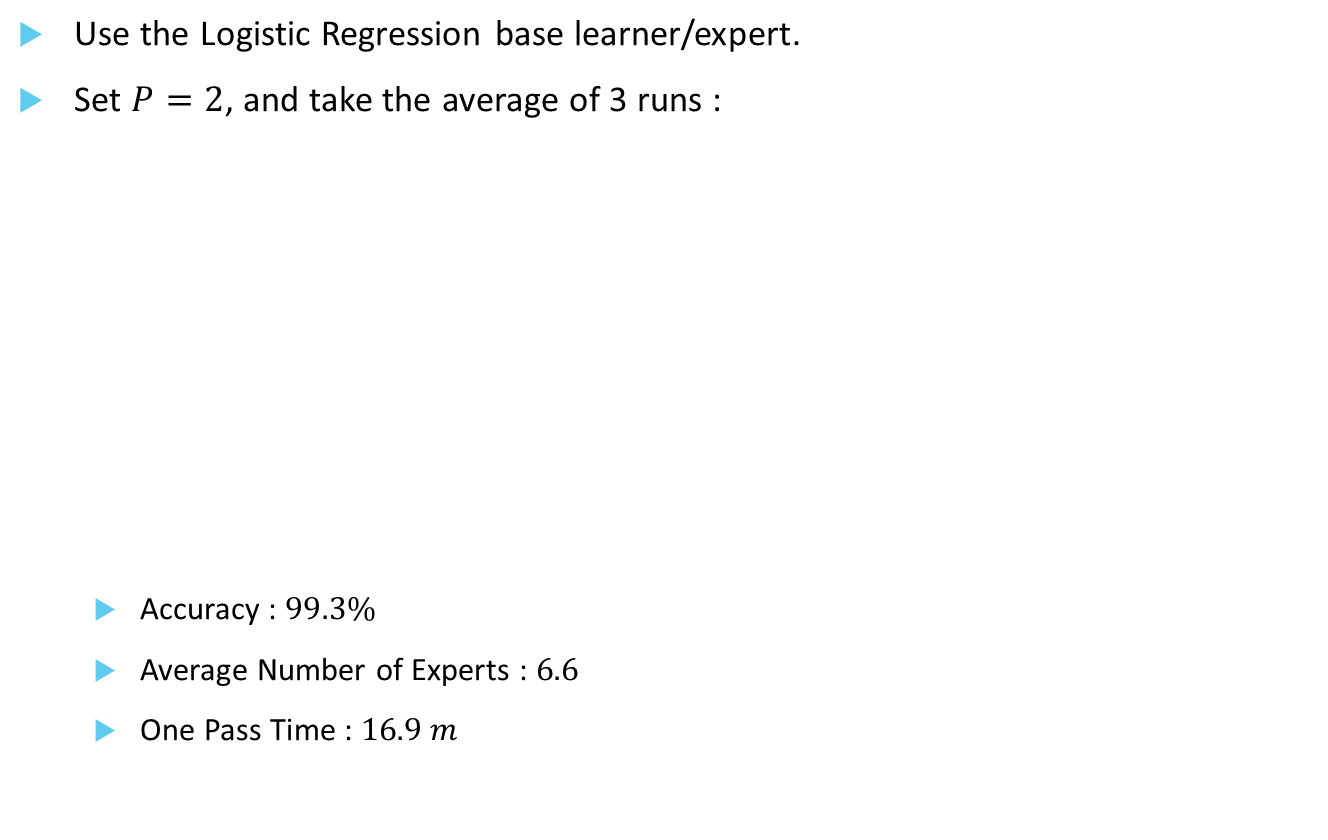 Use the Logistic Regression base learner/expert.
Set P = 2, and take the average of 3 runs :
Accuracy : 99.3%
Average Number of Experts : 6.6
One Pass Time : 16.9 m